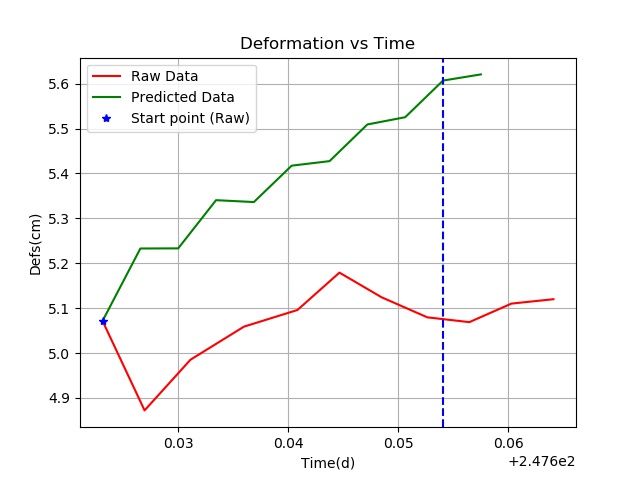 Deformation vs Time
Raw Data
Predicted Data
Start point (Raw)
Defs(cm)
5.6
5.5
5.4
5.3
5.2
5.1
5.0
4.9
0.03 0.04 0.05 0.06
Time(d)
+2.476e2